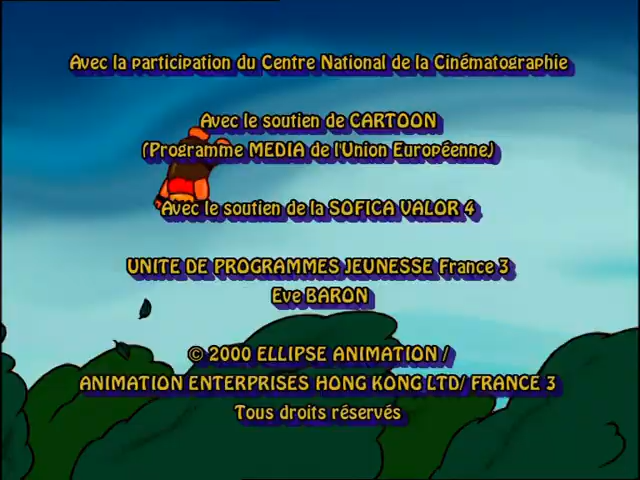 Avec la participation du Centre National de la Cinématographie
Avec le soutien de CARTOON
(Programme MEDIA de l'Union Européenne)
Avec le soutien de la SOFICA VALOR 4
UNITE DE PROGRAMMES JEUNESSE France 3
Eve BARON
© 2000 ELLIPSE ANIMATION /
ANIMATION ENTERPRISES HONG KONG LTD/ FRANCE 3
Tous droits réservés